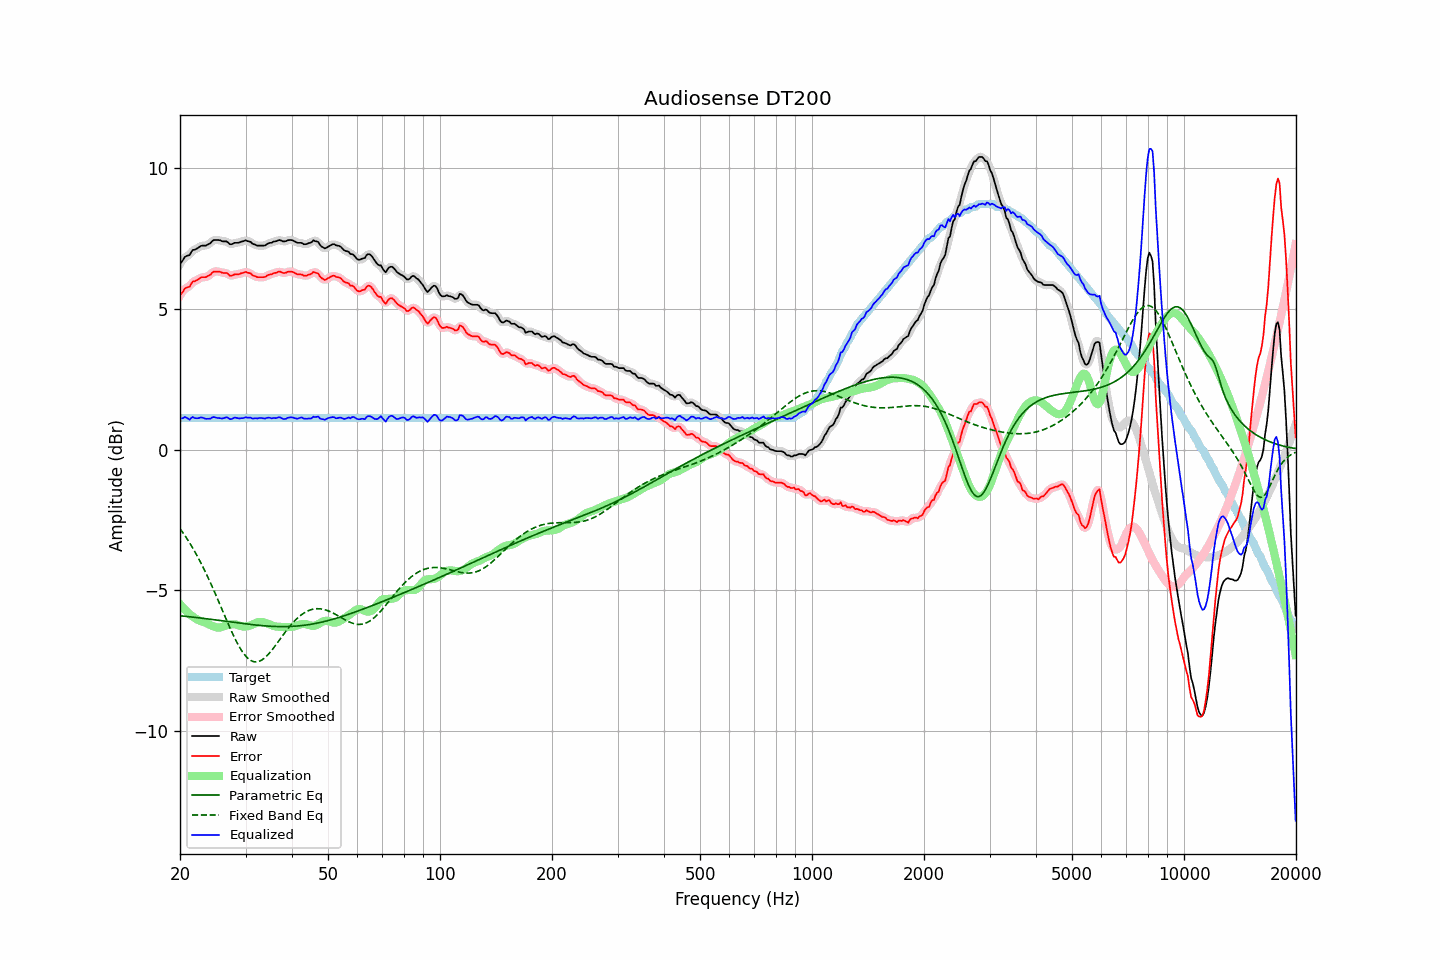 Audiosense DT200
Amplitude (dBr)
10
5
0
−5
−10
Target
Raw Smoothed
Error Smoothed
Raw
Error
Equalization
Parametric Eq
Fixed Band Eq
Equalized
20 50 100 200 500 1000 2000 5000 10000 20000
Frequency (Hz)